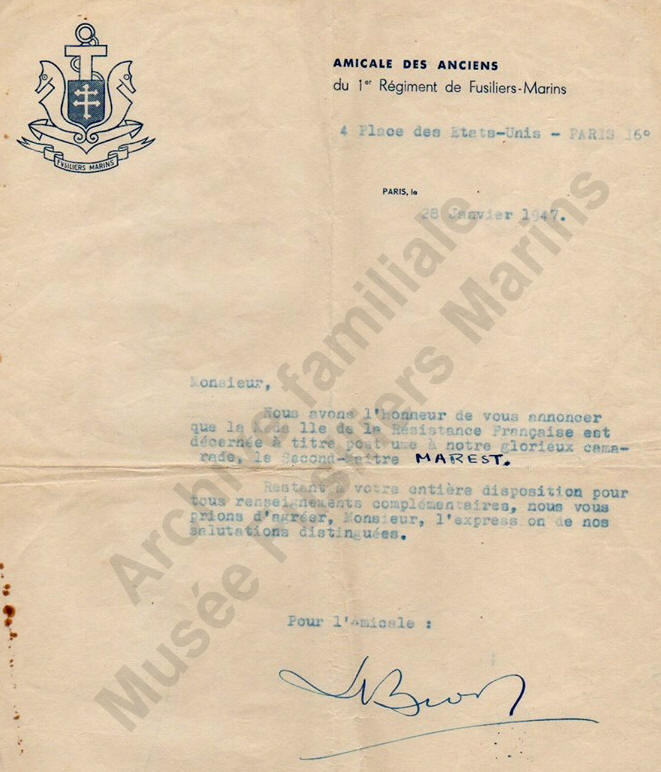 FUSILIERS MARINS
AMICALE DES ANCIENS
du 1er Régiment de Fusiliers-Marins
4 Place des Etats-Unis - PARIS 16°
PARIS, le
28 Janvier 1947.
Monsieur,
Nous avons l'honneur de vous annoncer
que la Médaille de la Résistance Française est
décernée à titre posthume à notre glorieux cama-
rade, le Second-Maitre MAREST.
Restant à votre entière disposition pour
tous renseignements complémentaires, nous vous
prions d'agréer, Monsieur, l'expression de nos
salutations distinguées.
Pour l'Amicale :
Archive familiale
Musée Fusiliers Marins